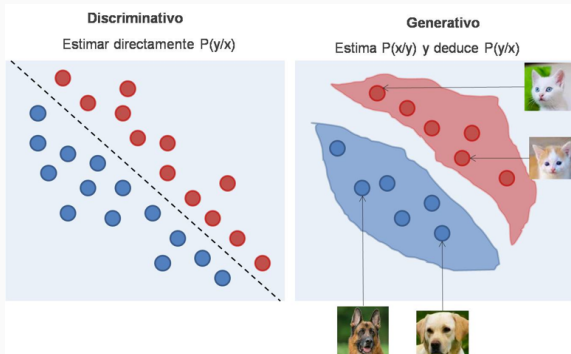 Discriminativo
Estimar directamente P(y/x)
Generativo
Estima P(x/y) y deduce P(y/x)